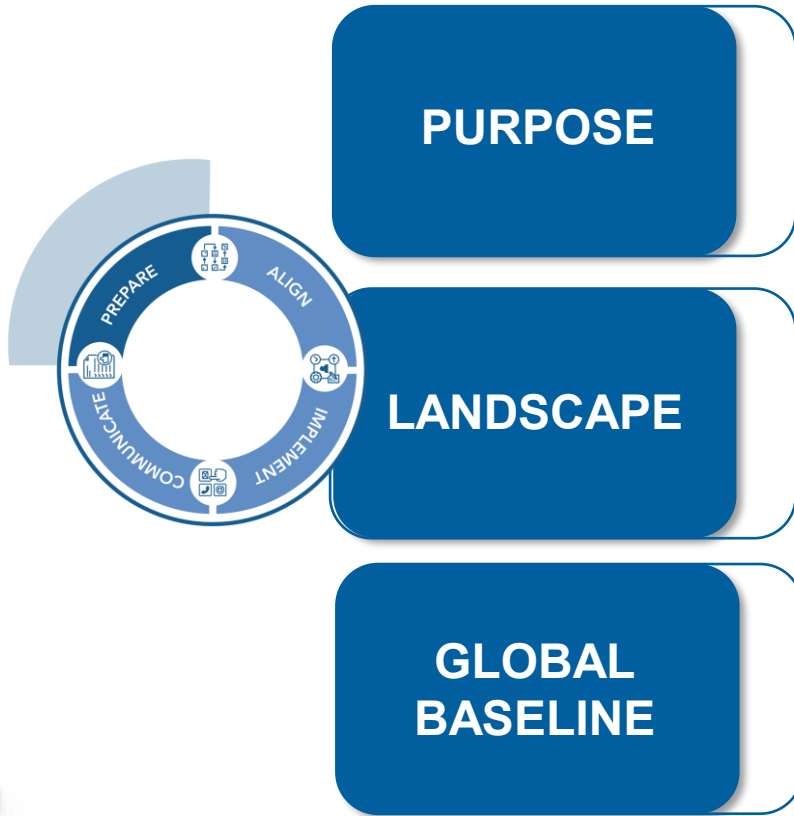 PURPOSE
PREPARE
ALIGN
LANDSCAPE
COMMUNICATE
IMPLEMENT
GLOBAL
BASELINE